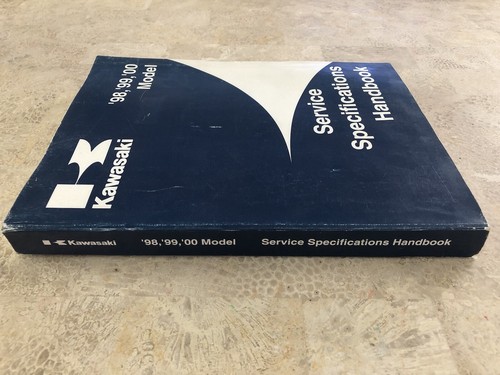 '98,'99,'00
Model
Kawasaki
Service
Specifications
Handbook
Kawasaki '98,'99,'00 Model Service Specifications Handbook